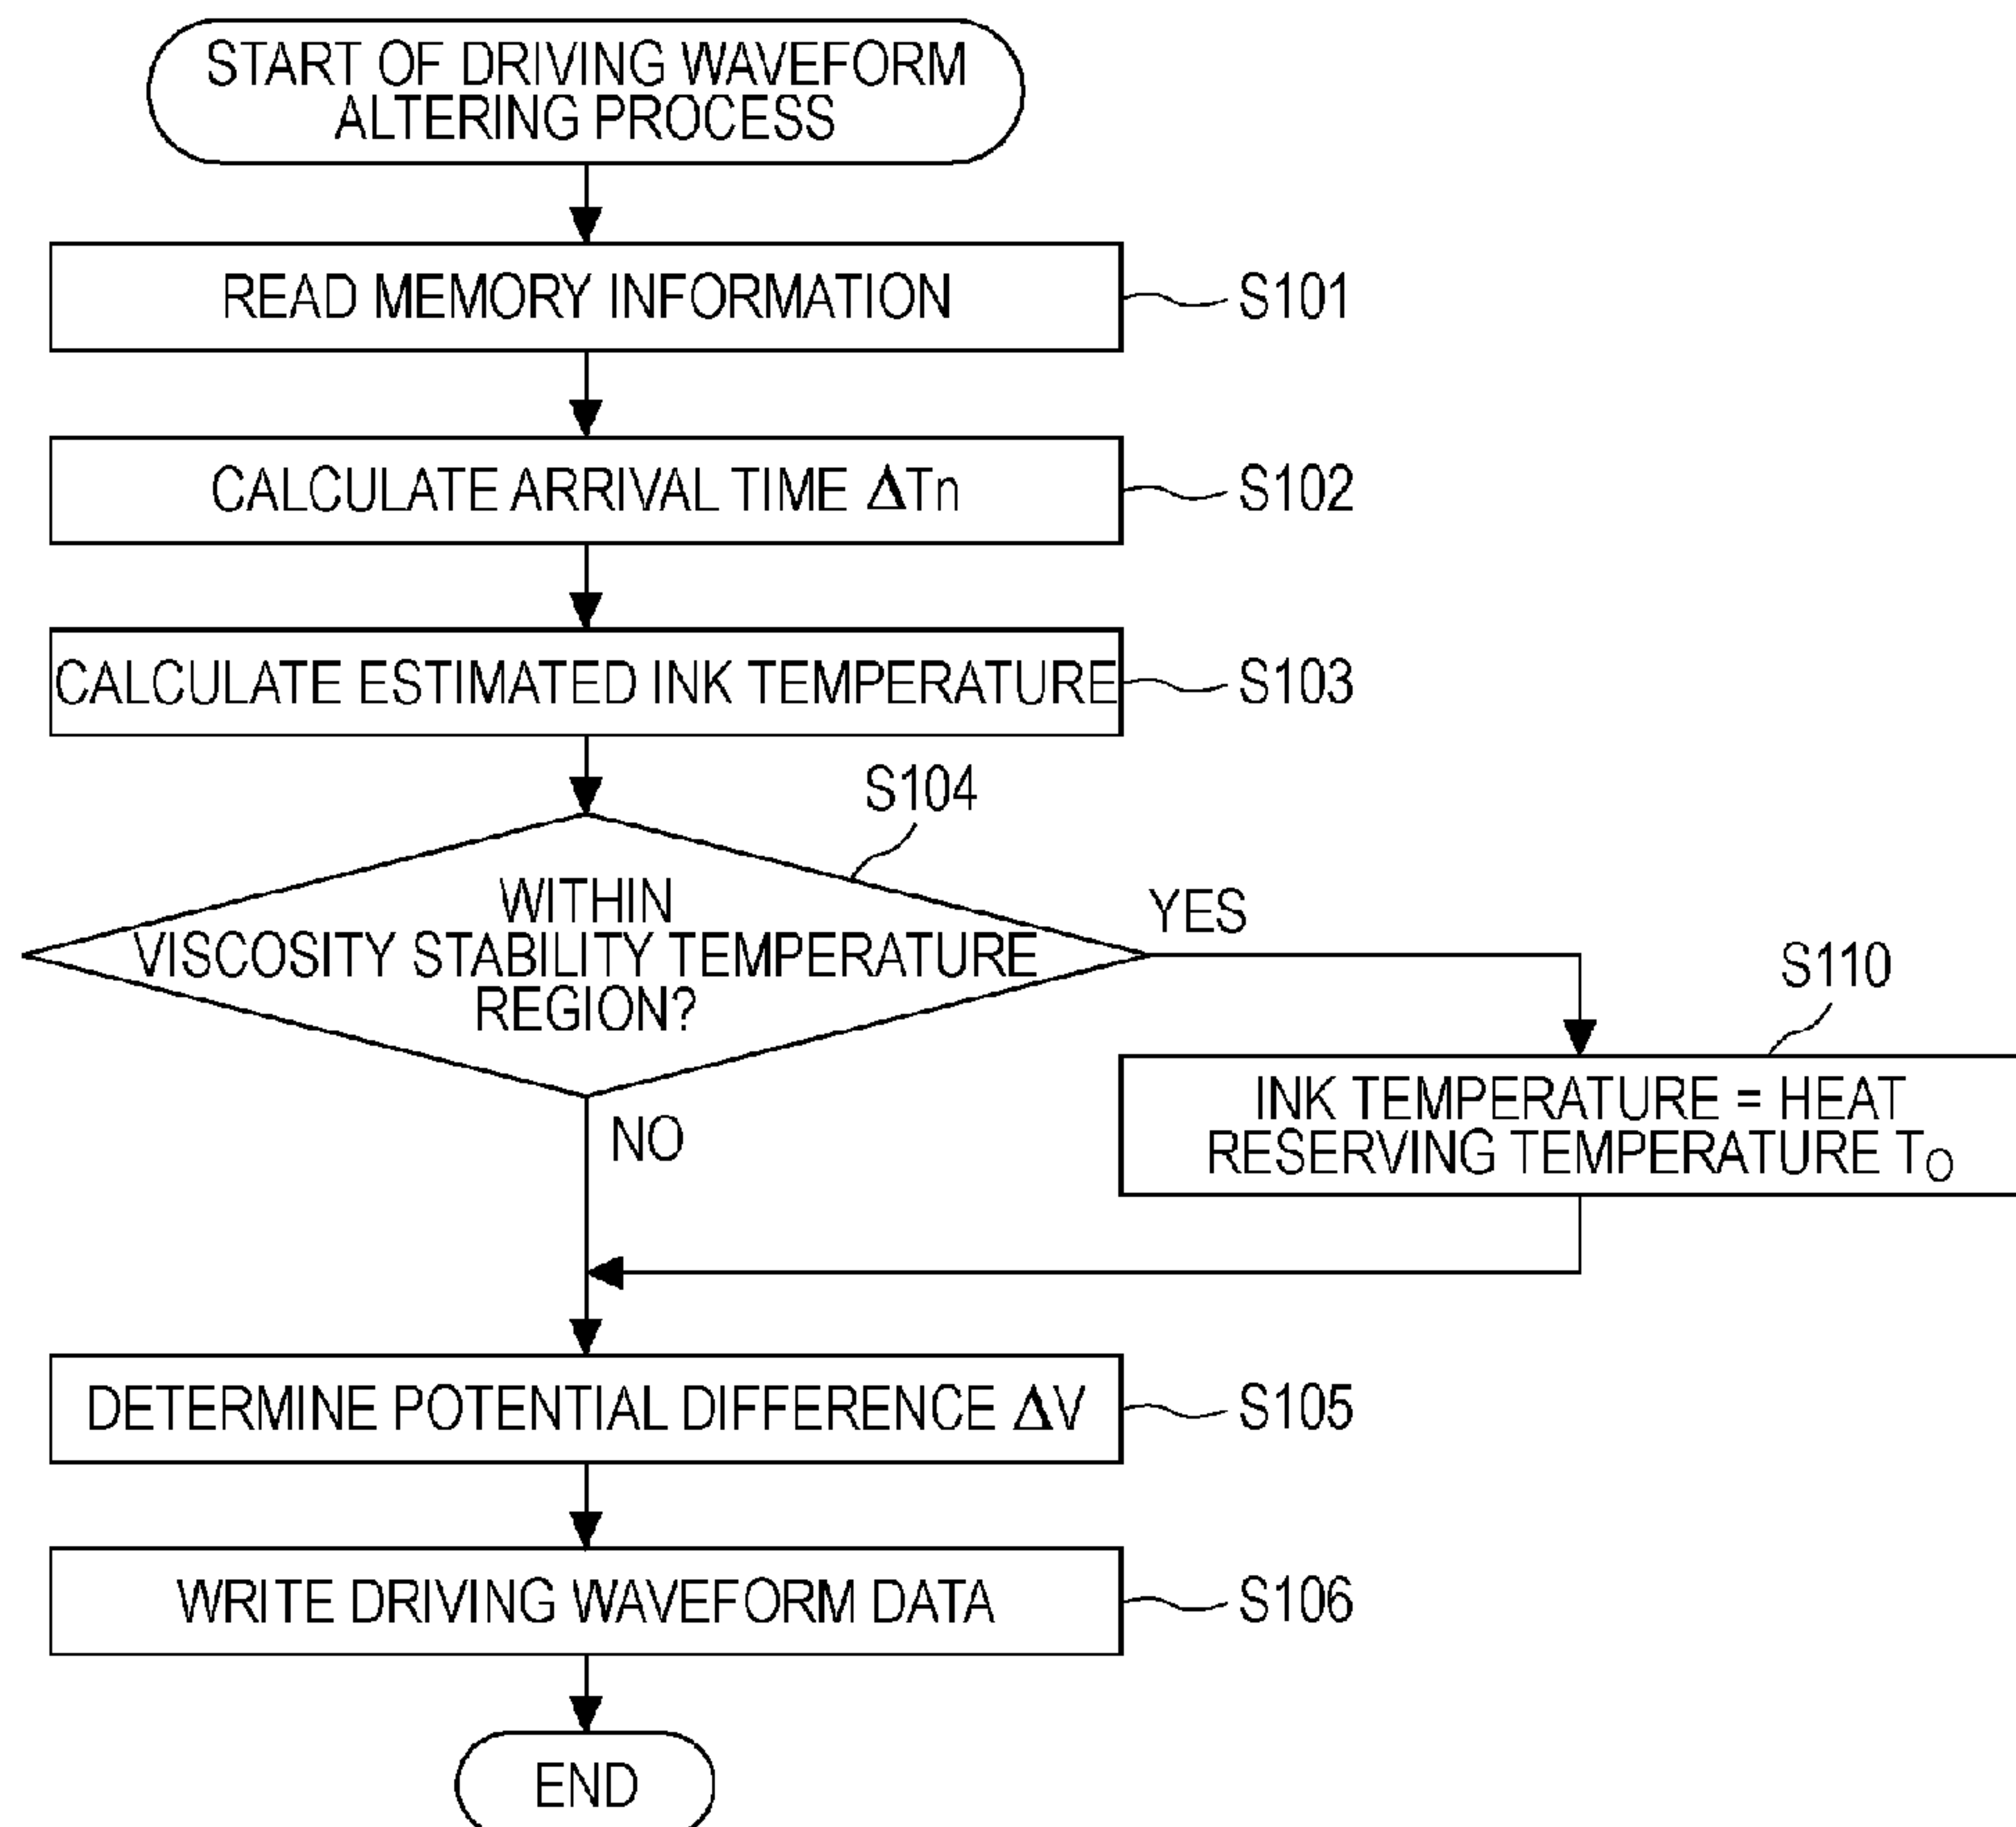 START OF DRIVING WAVEFORM
ALTERING PROCESS
READ MEMORY INFORMATION
S101
CALCULATE ARRIVAL TIME ΔTn
S102
CALCULATE ESTIMATED INK TEMPERATURE
S103
S104
WITHIN
VISCOSITY STABILITY TEMPERATURE
REGION?
YES
NO
S110
INK TEMPERATURE = HEAT
RESERVING TEMPERATURE TO
DETERMINE POTENTIAL DIFFERENCE ΔV
S105
WRITE DRIVING WAVEFORM DATA
S106
END